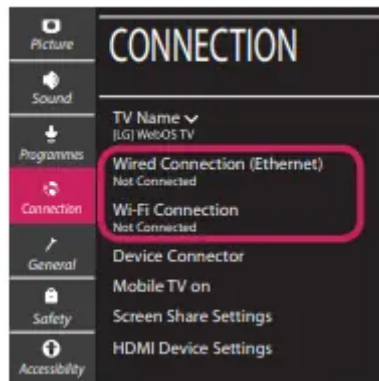 Picture
Sound
Programmes
Connection
General
Safety
Accessibility
CONNECTION
TV Name
[LG] WebOS TV
Wired Connection (Ethernet)
Not Connected
Wi-Fi Connection
Not Connected
Device Connector
Mobile TV on
Screen Share Settings
HDMI Device Settings